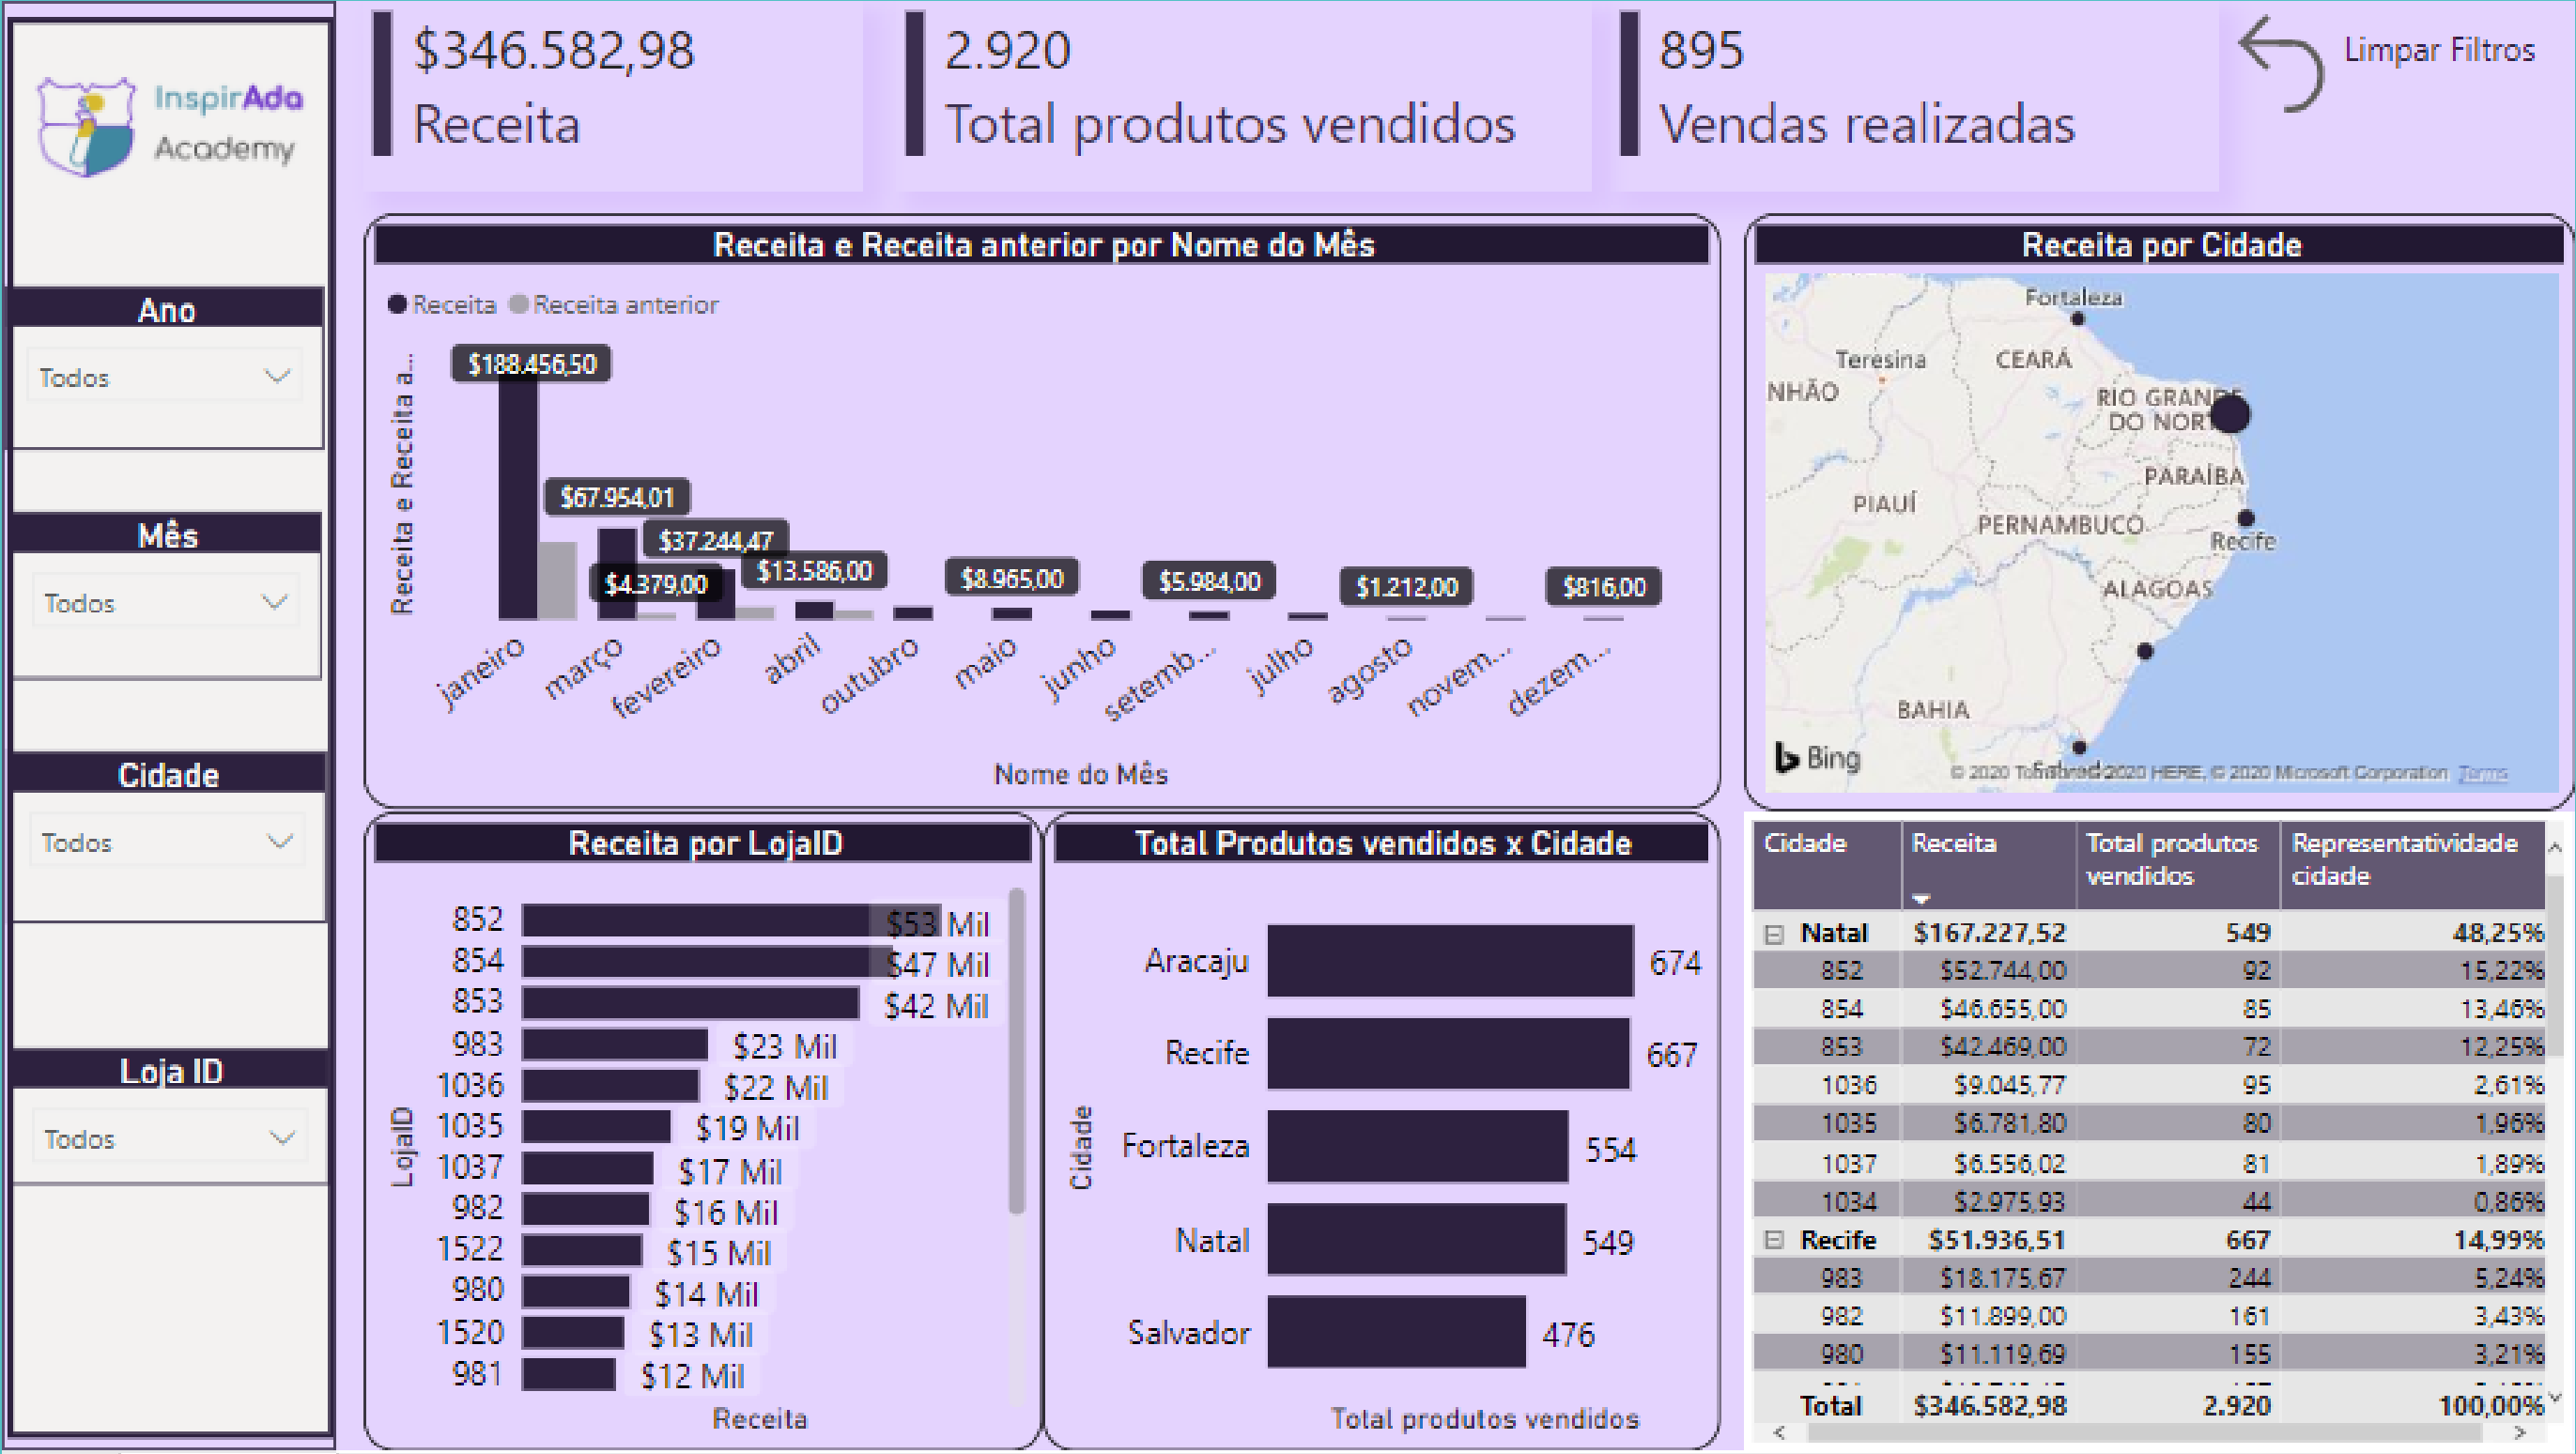 InspirAda
Academy
$346.582,98
Receita
2.920
Total produtos vendidos
895
Vendas realizadas
Limpar Filtros
Ano
Todos
Mês
Todos
Cidade
Todos
Loja ID
Todos
Receita e Receita anterior por Nome do Mês
Receita Receita anterior
Receita e Receita a...
$188.456,50
$67.954,01
$37.244,47
$4.379,00
$13.586,00
$8.965,00
$5.984,00
$1.212,00
$816,00
janeiro
março
fevereiro
abril
outubro
maio
junho
setemb...
julho
agosto
novem...
dezem...
Nome do Mês
Receita por Cidade
Fortaleza
Teresina
CEARÁ
NHÃO
RIO GRANDE
DO NORT
PARAÍBA
PIAUÍ
PERNAMBUCO
Recife
ALAGOAS
BAHIA
Bing
© 2020 HERE, © 2020 Microsoft Corporation Terms
Receita por LojaID
LojaID
852 $53 Mil
854 $47 Mil
853 $42 Mil
983 $23 Mil
1036 $22 Mil
1035 $19 Mil
1037 $17 Mil
982 $16 Mil
1522 $15 Mil
980 $14 Mil
1520 $13 Mil
981 $12 Mil
Receita
Total Produtos vendidos x Cidade
Cidade
Aracaju 674
Recife 667
Fortaleza 554
Natal 549
Salvador 476
Total produtos vendidos
Cidade Receita Total produtos vendidos Representatividade cidade
Natal $167.227,52 549 48,25%
852 $52.744,00 92 15,22%
854 $46.655,00 85 13,46%
853 $42.469,00 72 12,25%
1036 $9.045,77 95 2,61%
1035 $6.781,80 80 1,96%
1037 $6.556,02 81 1,89%
1034 $2.975,93 44 0,86%
Recife $51.936,51 667 14,99%
983 $18.175,67 244 5,24%
982 $11.899,00 161 3,43%
980 $11.119,69 155 3,21%
Total $346.582,98 2.920 100,00%